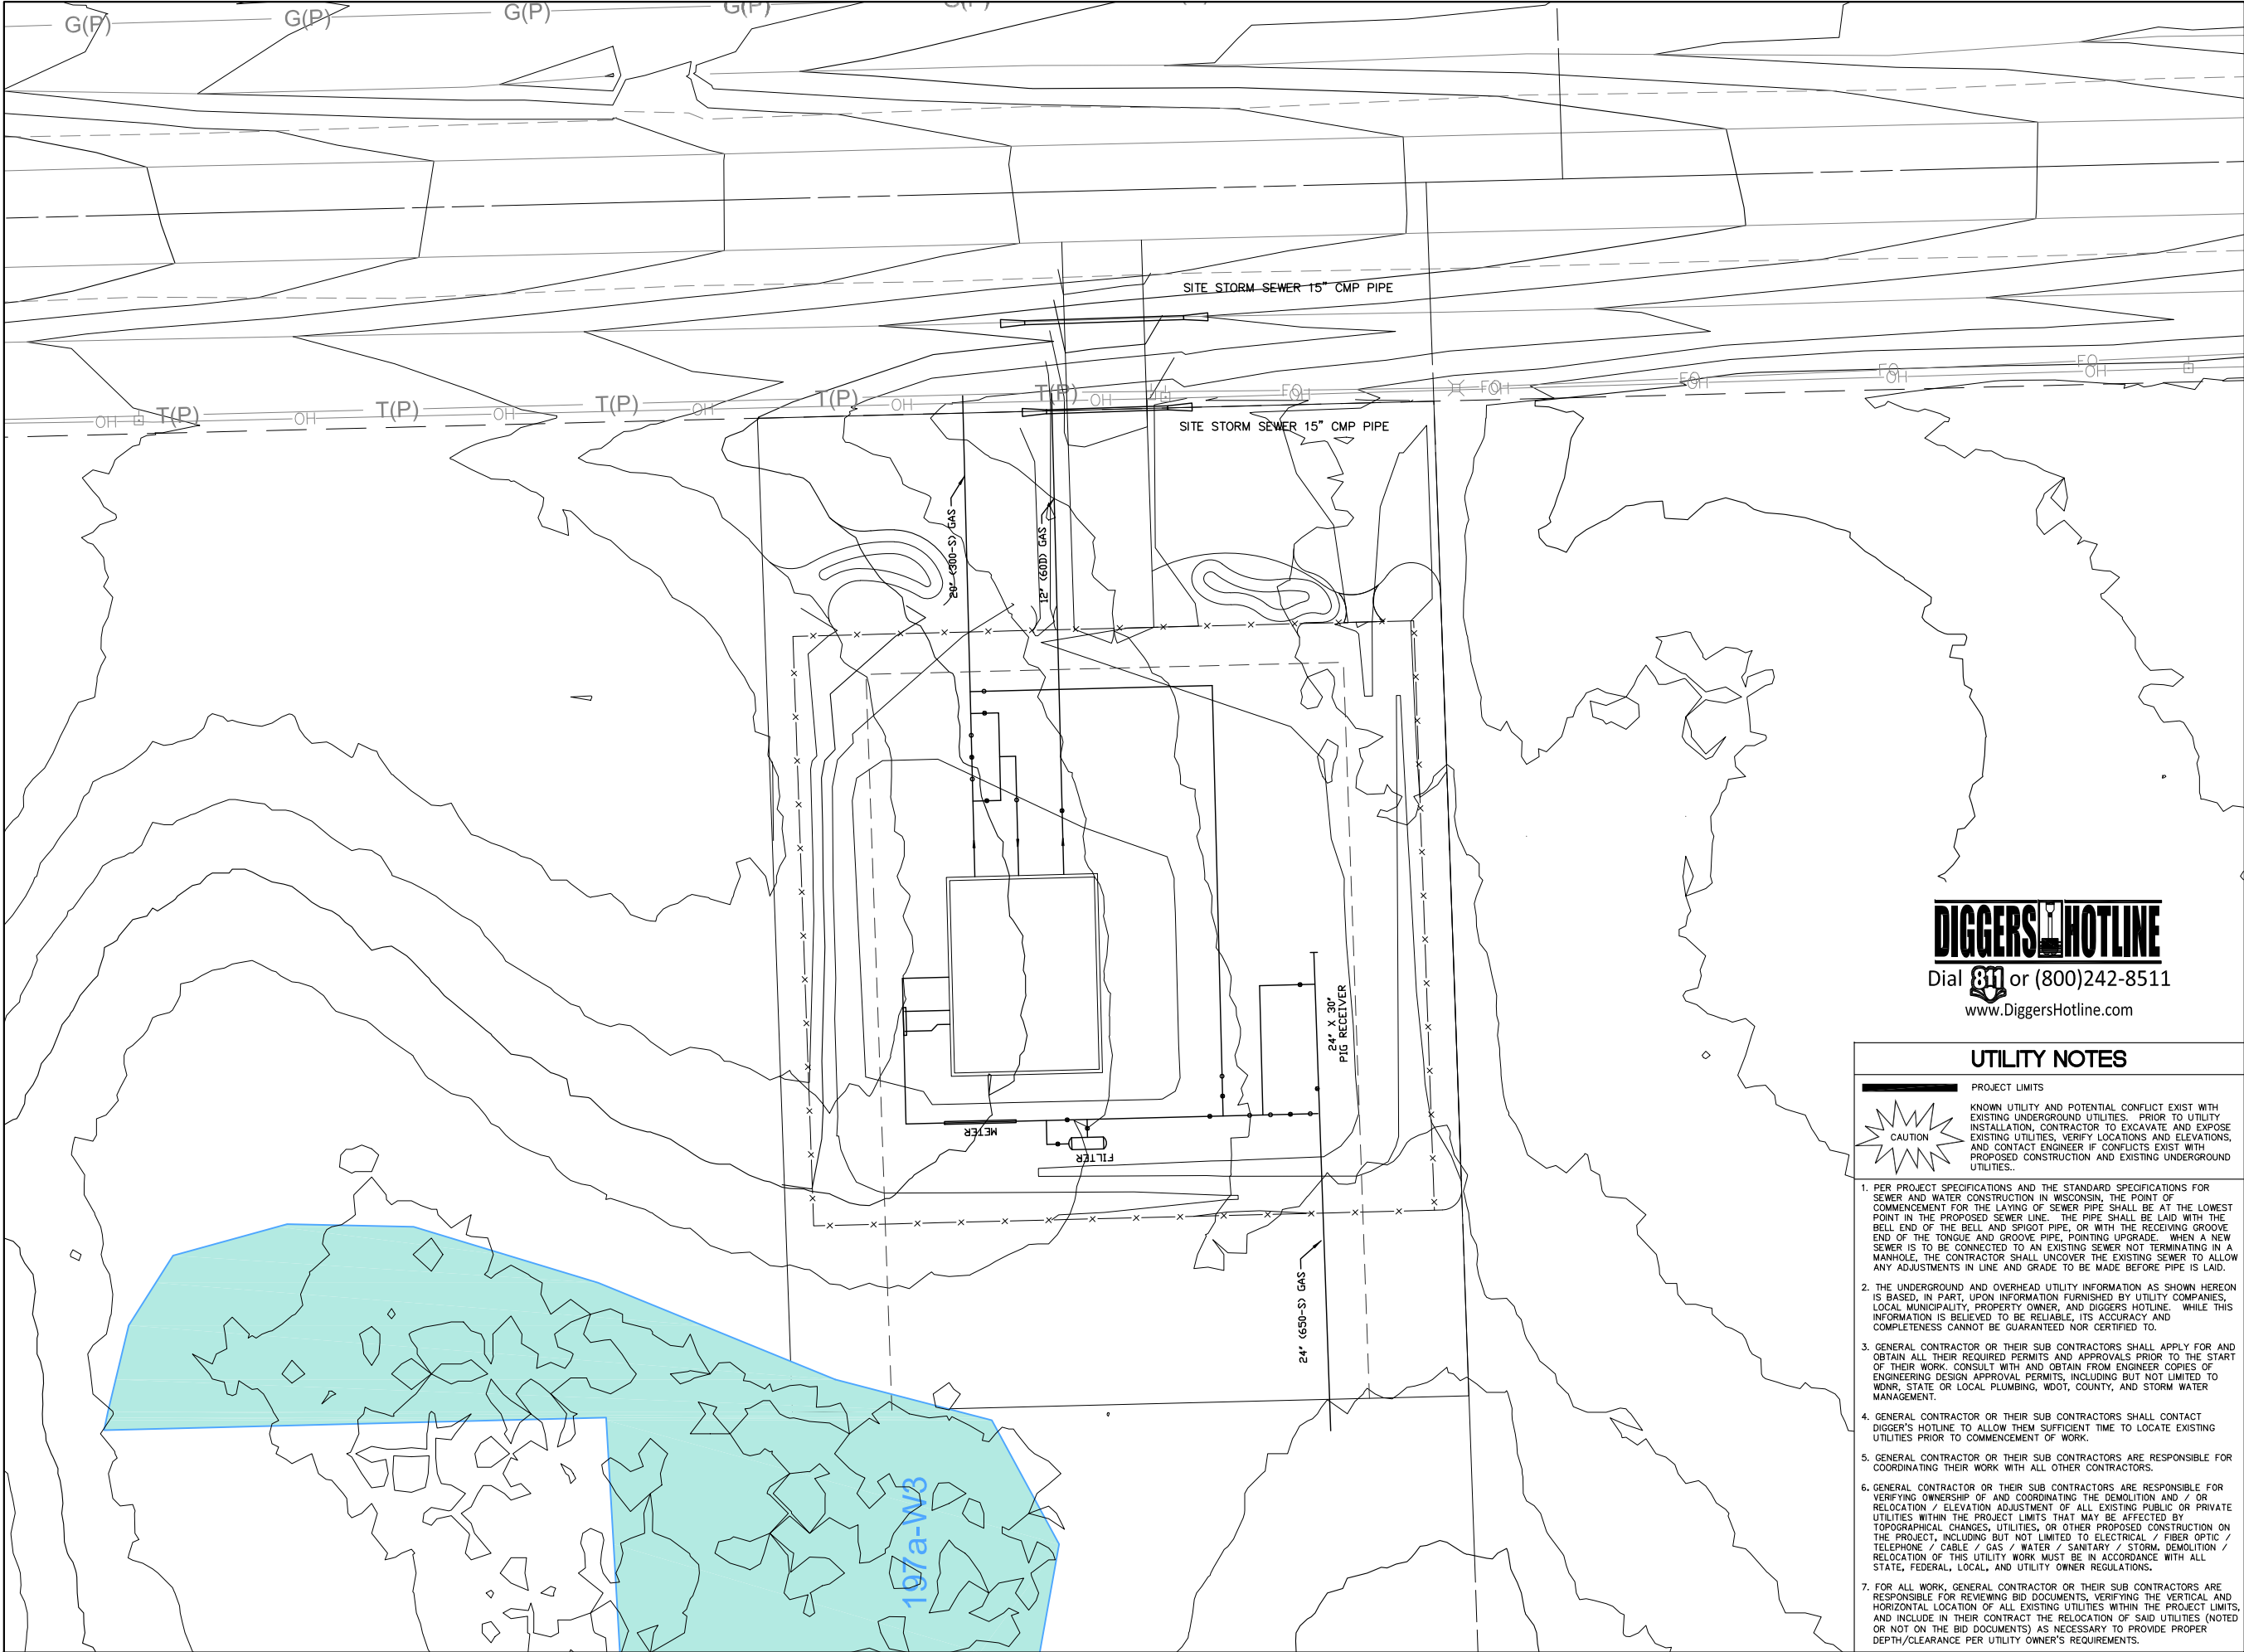 G(P)
G(P)
G(P)
G(P)
SITE STORM SEWER 15" CMP PIPE
FO
FO
FO
FO
OH
OH
OH
OH
OH
T(P)
T(P)
T(P)
T(P)
T(P)
OH
OH
OH
OH
OH
OH
SITE STORM SEWER 15" CMP PIPE
20" (300-S) GAS
12" (60D) GAS
24" X 30"
PIG RECEIVER
METER
FILTER
24" (650-S) GAS
197a-W3
DIGGERS HOTLINE
Dial 811 or (800)242-8511
www.DiggersHotline.com
UTILITY NOTES
PROJECT LIMITS
CAUTION
KNOWN UTILITY AND POTENTIAL CONFLICT EXIST WITH
EXISTING UNDERGROUND UTILITIES. PRIOR TO UTILITY
INSTALLATION, CONTRACTOR TO EXCAVATE AND EXPOSE
EXISTING UTILITIES, VERIFY LOCATIONS AND ELEVATIONS,
AND CONTACT ENGINEER IF CONFLICTS EXIST WITH
PROPOSED CONSTRUCTION AND EXISTING UNDERGROUND
UTILITIES..
1. PER PROJECT SPECIFICATIONS AND THE STANDARD SPECIFICATIONS FOR
SEWER AND WATER CONSTRUCTION IN WISCONSIN, THE POINT OF
COMMENCEMENT FOR THE LAYING OF SEWER PIPE SHALL BE AT THE LOWEST
POINT IN THE PROPOSED SEWER LINE. THE PIPE SHALL BE LAID WITH THE
BELL END OF THE BELL AND SPIGOT PIPE, OR WITH THE RECEIVING GROOVE
END OF THE TONGUE AND GROOVE PIPE, POINTING UPGRADE. WHEN A NEW
SEWER IS TO BE CONNECTED TO AN EXISTING SEWER NOT TERMINATING IN A
MANHOLE, THE CONTRACTOR SHALL UNCOVER THE EXISTING SEWER TO ALLOW
ANY ADJUSTMENTS IN LINE AND GRADE TO BE MADE BEFORE PIPE IS LAID.
2. THE UNDERGROUND AND OVERHEAD UTILITY INFORMATION AS SHOWN HEREON
IS BASED, IN PART, UPON INFORMATION FURNISHED BY UTILITY COMPANIES,
LOCAL MUNICIPALITY, PROPERTY OWNER, AND DIGGERS HOTLINE. WHILE THIS
INFORMATION IS BELIEVED TO BE RELIABLE, ITS ACCURACY AND
COMPLETENESS CANNOT BE GUARANTEED NOR CERTIFIED TO.
3. GENERAL CONTRACTOR OR THEIR SUB CONTRACTORS SHALL APPLY FOR AND
OBTAIN ALL THEIR REQUIRED PERMITS AND APPROVALS PRIOR TO THE START
OF THEIR WORK. CONSULT WITH AND OBTAIN FROM ENGINEER COPIES OF
ENGINEERING DESIGN APPROVAL PERMITS, INCLUDING BUT NOT LIMITED TO
WDNR, STATE OR LOCAL PLUMBING, WDOT, COUNTY, AND STORM WATER
MANAGEMENT.
4. GENERAL CONTRACTOR OR THEIR SUB CONTRACTORS SHALL CONTACT
DIGGER'S HOTLINE TO ALLOW THEM SUFFICIENT TIME TO LOCATE EXISTING
UTILITIES PRIOR TO COMMENCEMENT OF WORK.
5. GENERAL CONTRACTOR OR THEIR SUB CONTRACTORS ARE RESPONSIBLE FOR
COORDINATING THEIR WORK WITH ALL OTHER CONTRACTORS.
6. GENERAL CONTRACTOR OR THEIR SUB CONTRACTORS ARE RESPONSIBLE FOR
VERIFYING OWNERSHIP OF AND COORDINATING THE DEMOLITION AND / OR
RELOCATION / ELEVATION ADJUSTMENT OF ALL EXISTING PUBLIC OR PRIVATE
UTILITIES WITHIN THE PROJECT LIMITS THAT MAY BE AFFECTED BY
TOPOGRAPHICAL CHANGES, UTILITIES, OR OTHER PROPOSED CONSTRUCTION ON
THE PROJECT, INCLUDING BUT NOT LIMITED TO ELECTRICAL / FIBER OPTIC /
TELEPHONE / CABLE / GAS / WATER / SANITARY / STORM. DEMOLITION /
RELOCATION OF THIS UTILITY WORK MUST BE IN ACCORDANCE WITH ALL
STATE, FEDERAL, LOCAL, AND UTILITY OWNER REGULATIONS.
7. FOR ALL WORK, GENERAL CONTRACTOR OR THEIR SUB CONTRACTORS ARE
RESPONSIBLE FOR REVIEWING BID DOCUMENTS, VERIFYING THE VERTICAL AND
HORIZONTAL LOCATION OF ALL EXISTING UTILITIES WITHIN THE PROJECT LIMITS,
AND INCLUDE IN THEIR CONTRACT THE RELOCATION OF SAID UTILITIES (NOTED
OR NOT ON THE BID DOCUMENTS) AS NECESSARY TO PROVIDE PROPER
DEPTH/CLEARANCE PER UTILITY OWNER'S REQUIREMENTS.